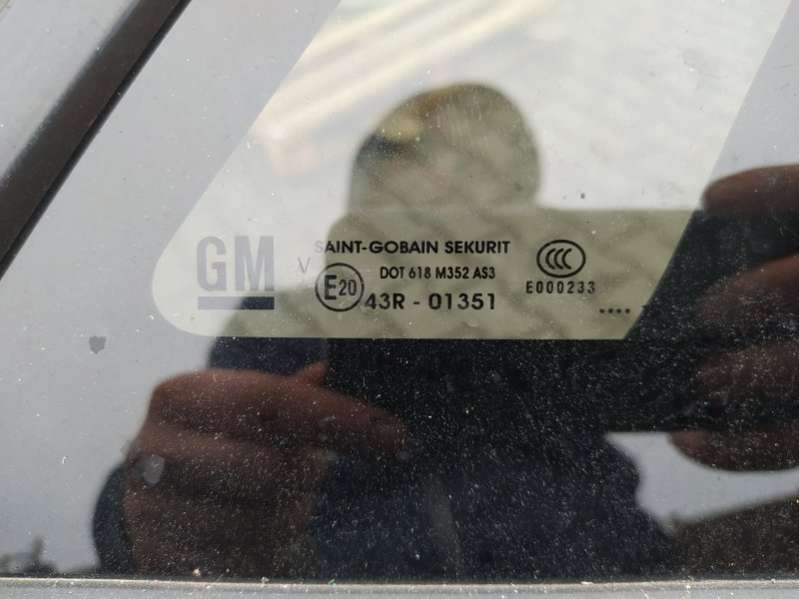 GM
SAINT-GOBAIN SEKURIT
V
DOT 618 M352 AS3
E20
43R - 01351
CCC
E000233
....